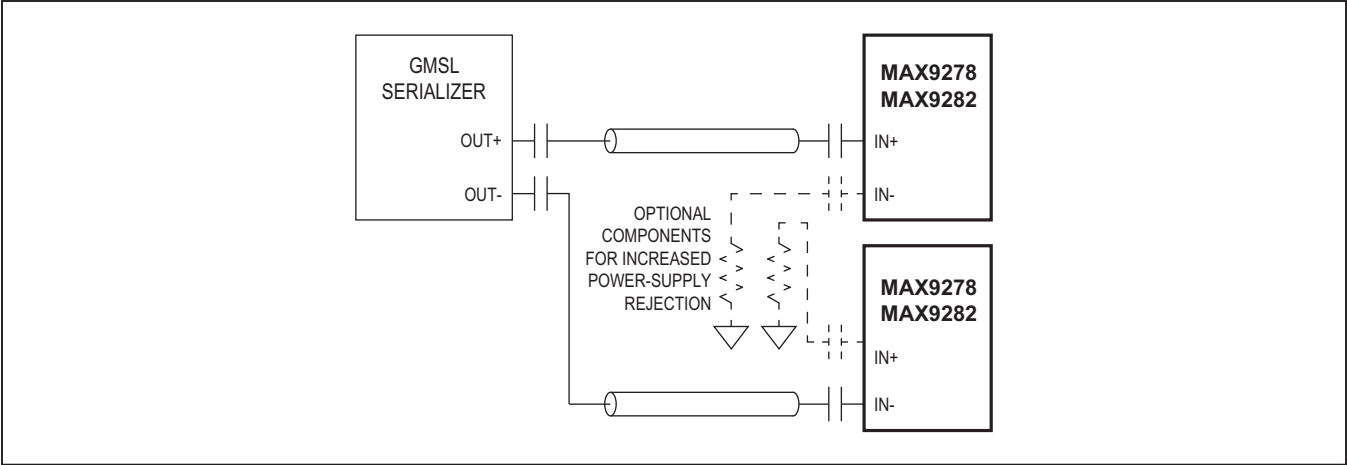 GMSL
SERIALIZER
OUT+
OUT-
MAX9278
MAX9282
IN+
IN-
OPTIONAL
COMPONENTS
FOR INCREASED
POWER-SUPPLY
REJECTION
MAX9278
MAX9282
IN+
IN-